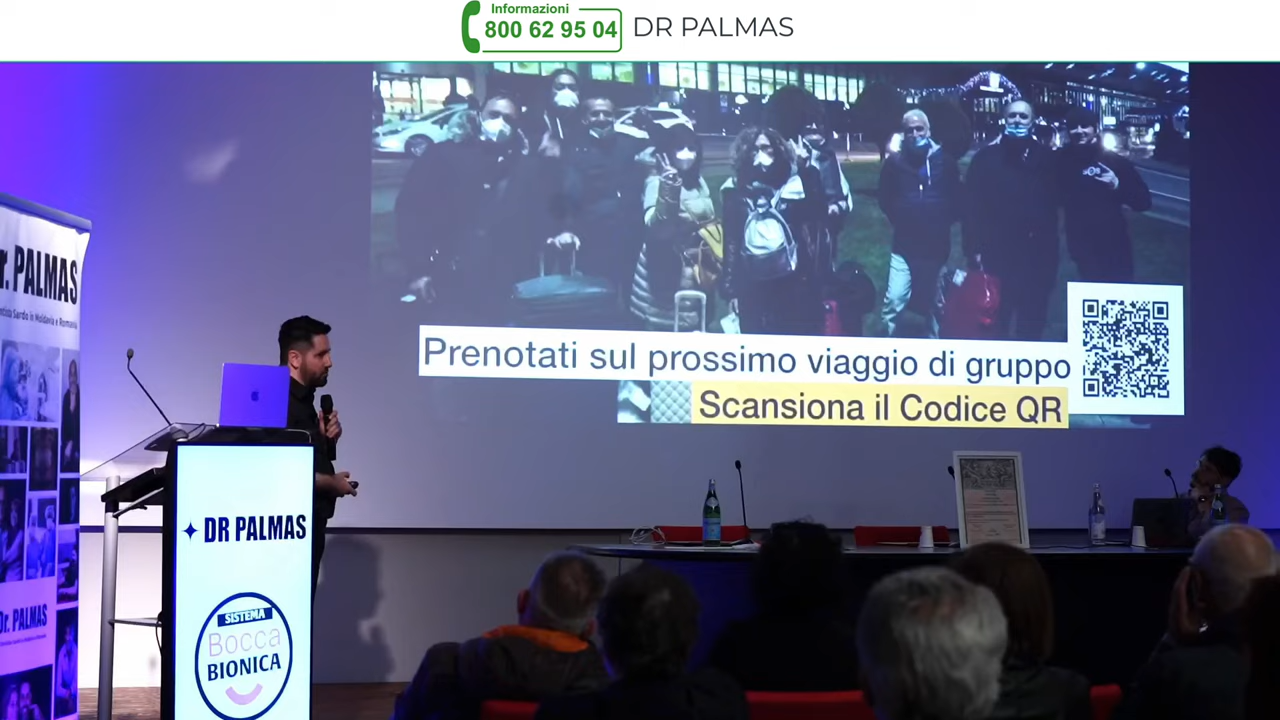 Informazioni
800 62 95 04
DR PALMAS
Prenotati sul prossimo viaggio di gruppo
Scansiona il Codice QR
r. PALMAS
DR PALMAS
SISTEMA
Bocca
BIONICA
Dr. PALMAS